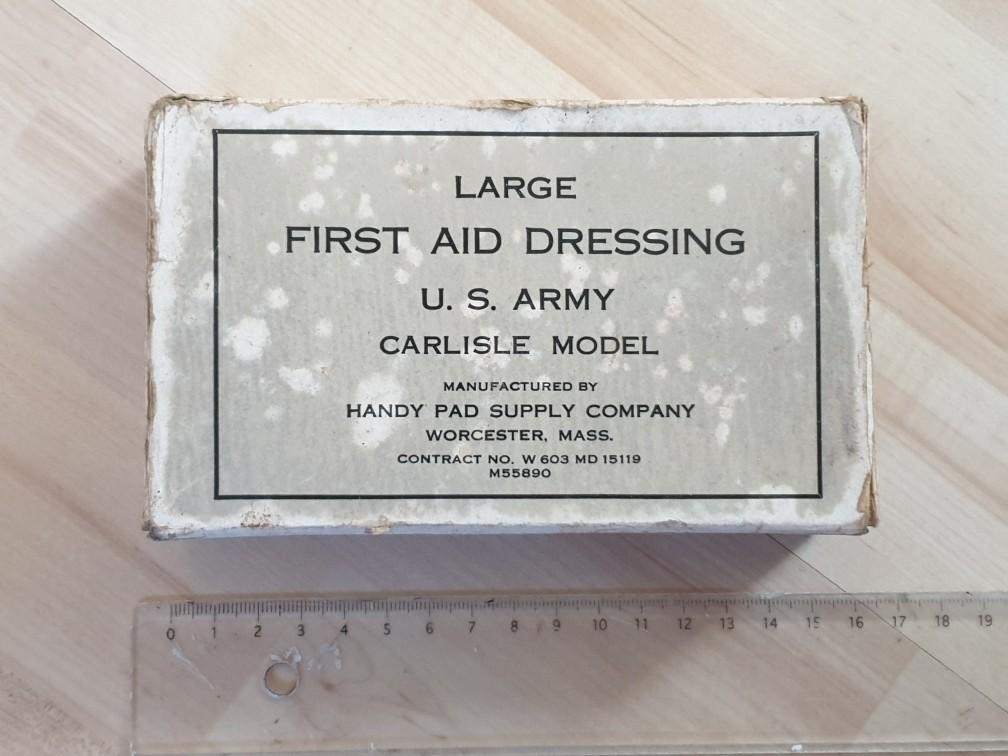 LARGE
FIRST AID DRESSING
U. S. ARMY
CARLISLE MODEL
MANUFACTURED BY
HANDY PAD SUPPLY COMPANY
WORCESTER, MASS.
CONTRACT NO. W 603 MD 15119
M55890
0 1 2 3 4 5 6 7 8 9 10 11 12 13 14 15 16 17 18 19